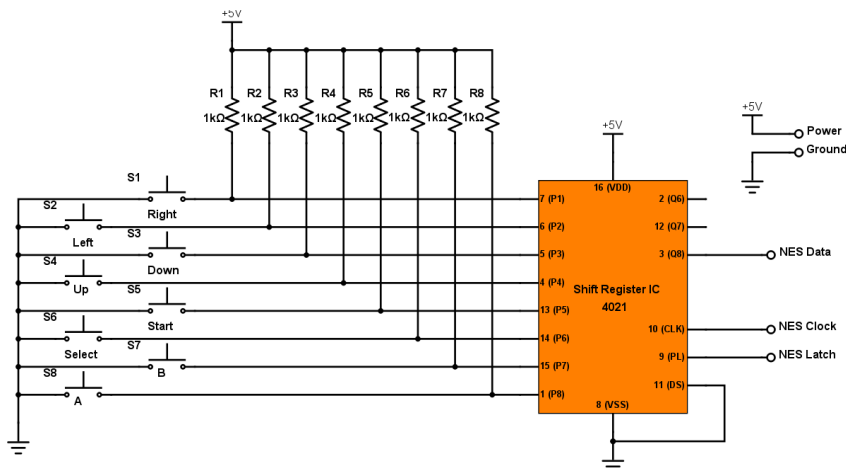 +5V
R1 R2 R3 R4 R5 R6 R7 R8
1kΩ 1kΩ 1kΩ 1kΩ 1kΩ 1kΩ 1kΩ 1kΩ
+5V
Power
Ground
+5V
16 (VDD)
S1
Right
7 (P1)
2 (Q6)
S2
Left
6 (P2)
12 (Q7)
S3
Down
5 (P3)
3 (Q8)
NES Data
S4
Up
4 (P4)
Shift Register IC
4021
S5
Start
13 (P5)
10 (CLK)
NES Clock
S6
Select
14 (P6)
9 (PL)
NES Latch
S7
B
15 (P7)
11 (DS)
S8
A
1 (P8)
8 (VSS)